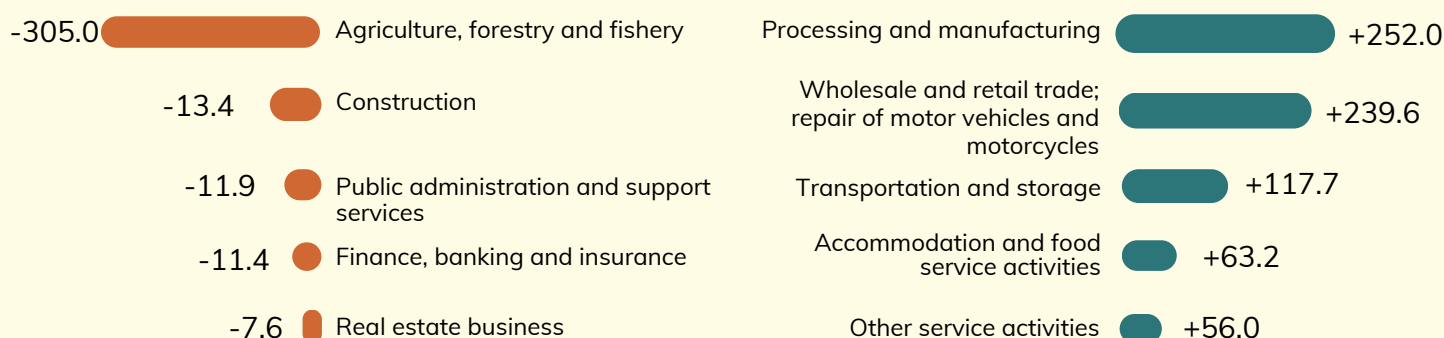 -305.0 Agriculture, forestry and fishery
-13.4 Construction
-11.9 Public administration and support
services
-11.4 Finance, banking and insurance
-7.6 Real estate business
Processing and manufacturing +252.0
Wholesale and retail trade;
repair of motor vehicles and +239.6
motorcycles
Transportation and storage +117.7
Accommodation and food
service activities +63.2
Other service activities +56.0